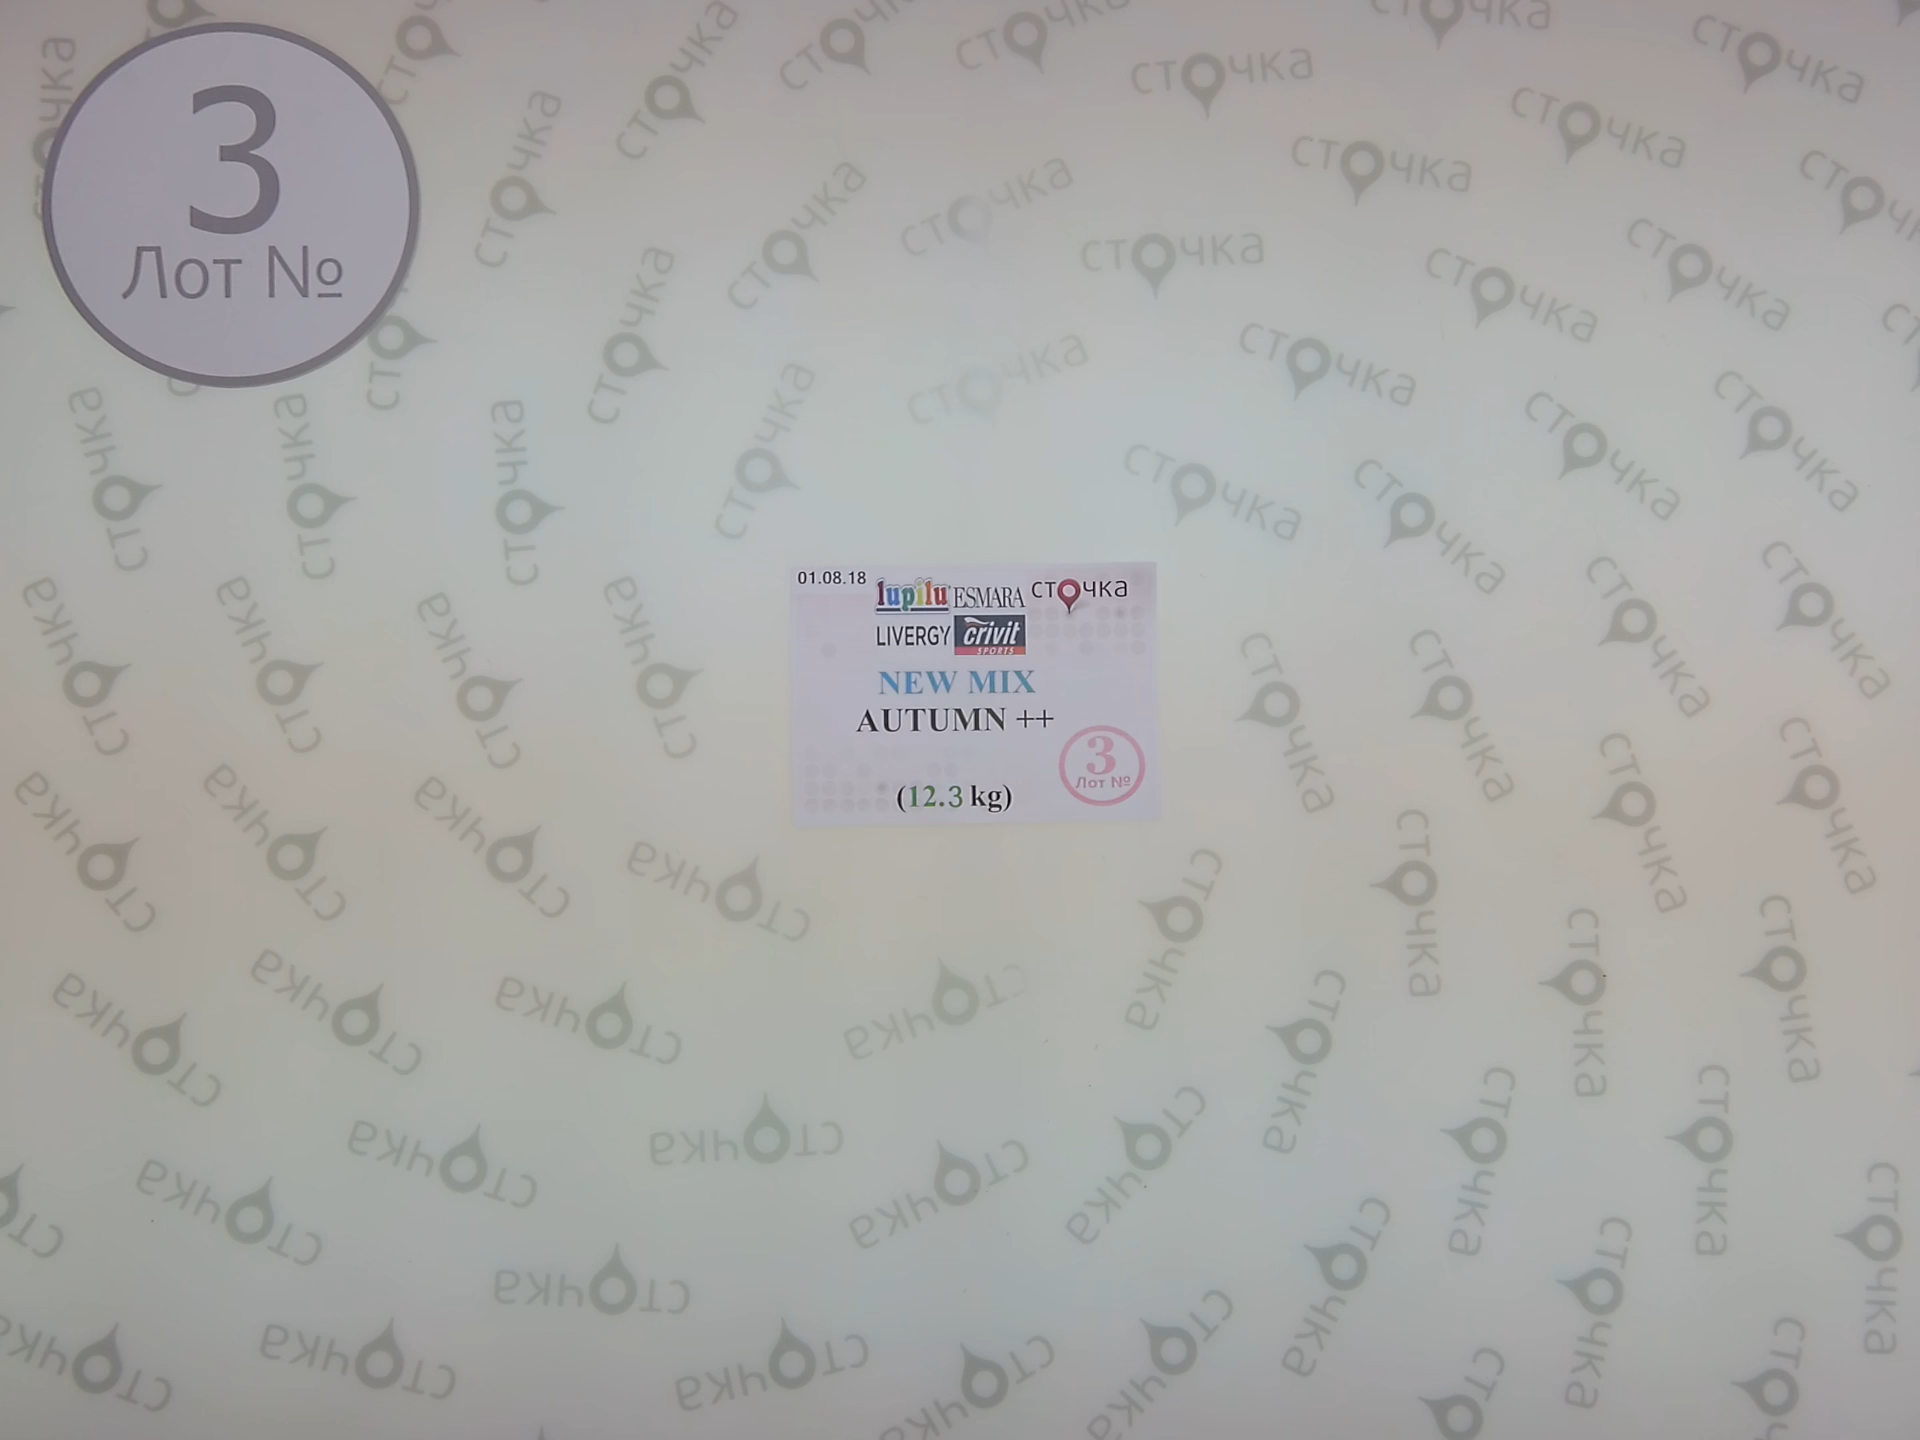 3
Лот №
01.08.18
lupilu ESMARA сточка
LIVERGY crivit
SPORTS
NEW MIX
AUTUMN ++
3
Лот №
(12.3 kg)
сточка